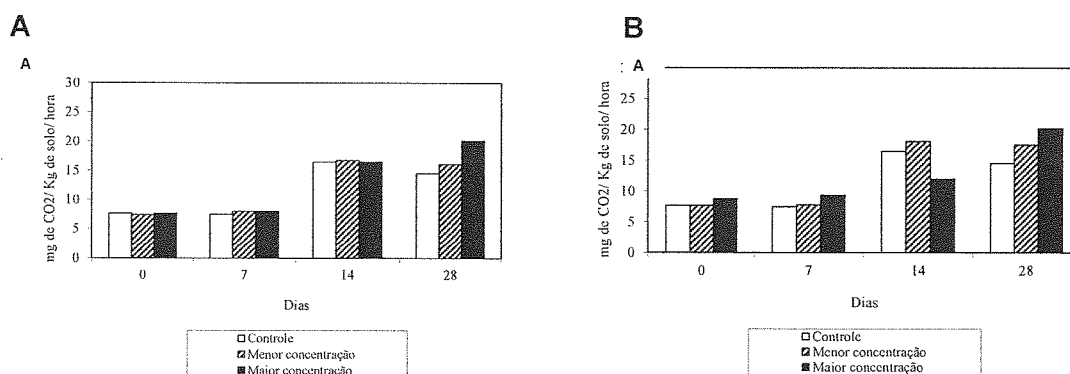 A
A
mg de CO2/ Kg de solo/ hora
30
25
20
15
10
5
0
0 7 14 28
Dias
Controle
Menor concentração
Maior concentração
B
: A
mg de CO2/ Kg de solo/ hora
25
20
15
10
5
0
0 7 14 28
Dias
Controle
Menor concentração
Maior concentração